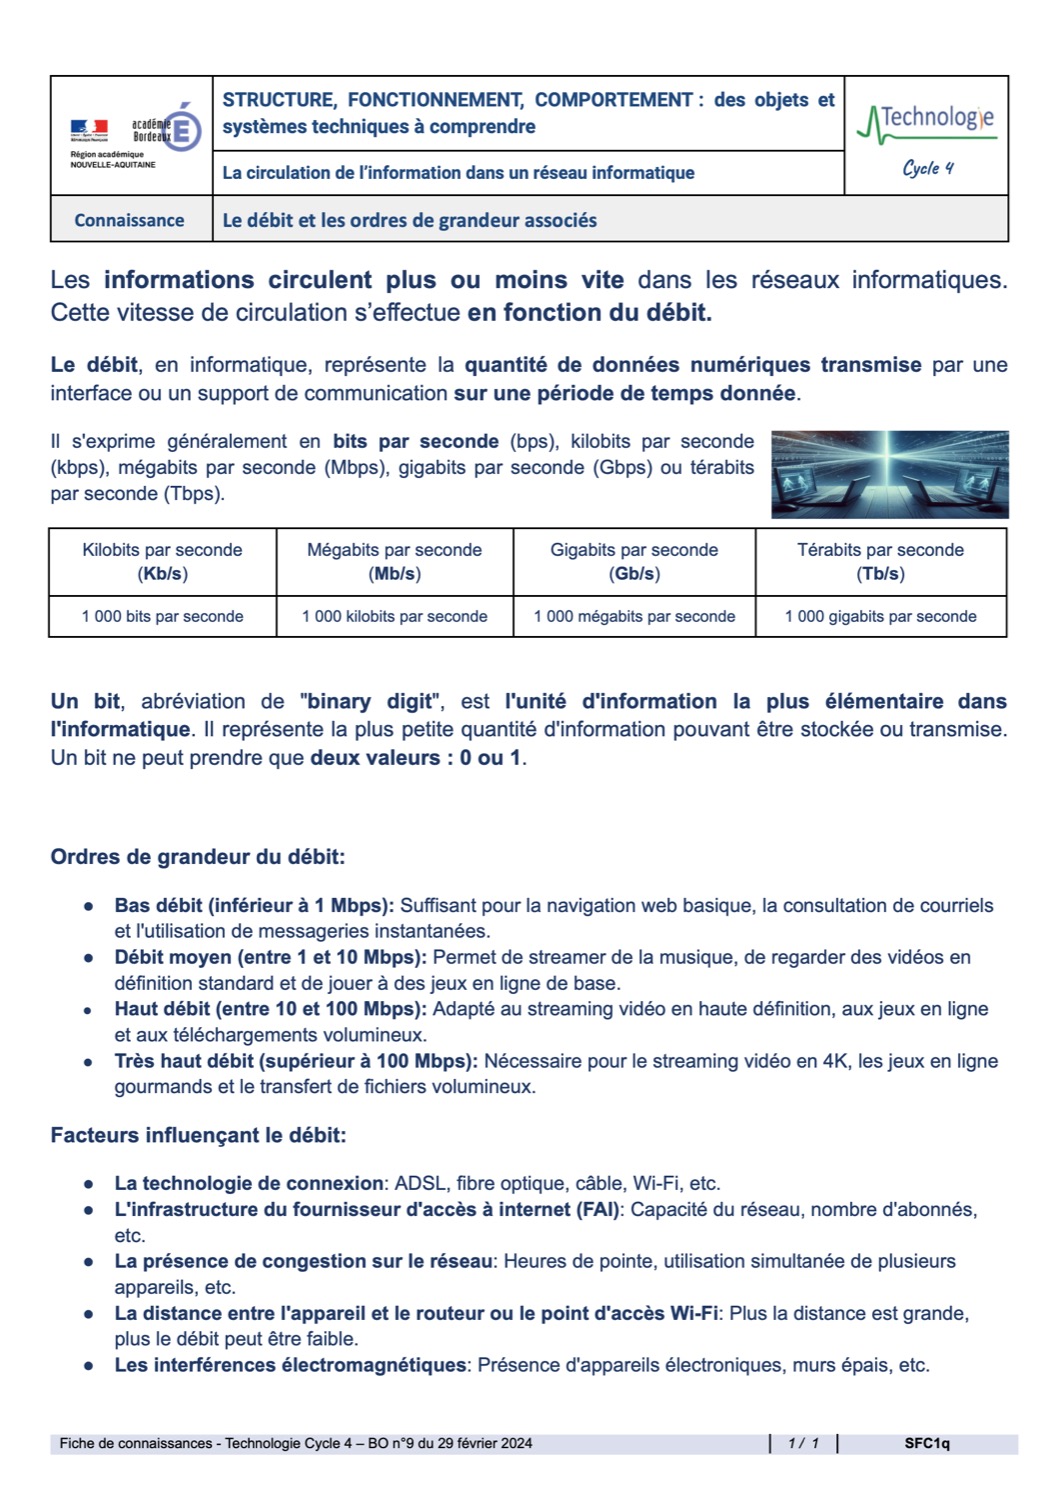 académie
Bordeaux
Région académique
NOUVELLE-AQUITAINE
STRUCTURE, FONCTIONNEMENT, COMPORTEMENT : des objets et
systèmes techniques à comprendre
La circulation de l'information dans un réseau informatique
Technologie
Cycle 4
Connaissance
Le débit et les ordres de grandeur associés
Les informations circulent plus ou moins vite dans les réseaux informatiques.
Cette vitesse de circulation s'effectue en fonction du débit.
Le débit, en informatique, représente la quantité de données numériques transmise par une
interface ou un support de communication sur une période de temps donnée.
Il s'exprime généralement en bits par seconde (bps), kilobits par seconde
(kbps), mégabits par seconde (Mbps), gigabits par seconde (Gbps) ou térabits
par seconde (Tbps).
Kilobits par seconde
(Kb/s)
Mégabits par seconde
(Mb/s)
Gigabits par seconde
(Gb/s)
Térabits par seconde
(Tb/s)
1 000 bits par seconde
1 000 kilobits par seconde
1 000 mégabits par seconde
1 000 gigabits par seconde
Un bit, abréviation de "binary digit", est l'unité d'information la plus élémentaire dans
l'informatique. Il représente la plus petite quantité d'information pouvant être stockée ou transmise.
Un bit ne peut prendre que deux valeurs : 0 ou 1.
Ordres de grandeur du débit:
● Bas débit (inférieur à 1 Mbps): Suffisant pour la navigation web basique, la consultation de courriels
et l'utilisation de messageries instantanées.
● Débit moyen (entre 1 et 10 Mbps): Permet de streamer de la musique, de regarder des vidéos en
définition standard et de jouer à des jeux en ligne de base.
● Haut débit (entre 10 et 100 Mbps): Adapté au streaming vidéo en haute définition, aux jeux en ligne
et aux téléchargements volumineux.
● Très haut débit (supérieur à 100 Mbps): Nécessaire pour le streaming vidéo en 4K, les jeux en ligne
gourmands et le transfert de fichiers volumineux.
Facteurs influençant le débit:
● La technologie de connexion: ADSL, fibre optique, câble, Wi-Fi, etc.
● L'infrastructure du fournisseur d'accès à internet (FAI): Capacité du réseau, nombre d'abonnés,
etc.
● La présence de congestion sur le réseau: Heures de pointe, utilisation simultanée de plusieurs
appareils, etc.
● La distance entre l'appareil et le routeur ou le point d'accès Wi-Fi: Plus la distance est grande,
plus le débit peut être faible.
● Les interférences électromagnétiques: Présence d'appareils électroniques, murs épais, etc.
Fiche de connaissances - Technologie Cycle 4 – BO n°9 du 29 février 2024
1 / 1
SFC1q